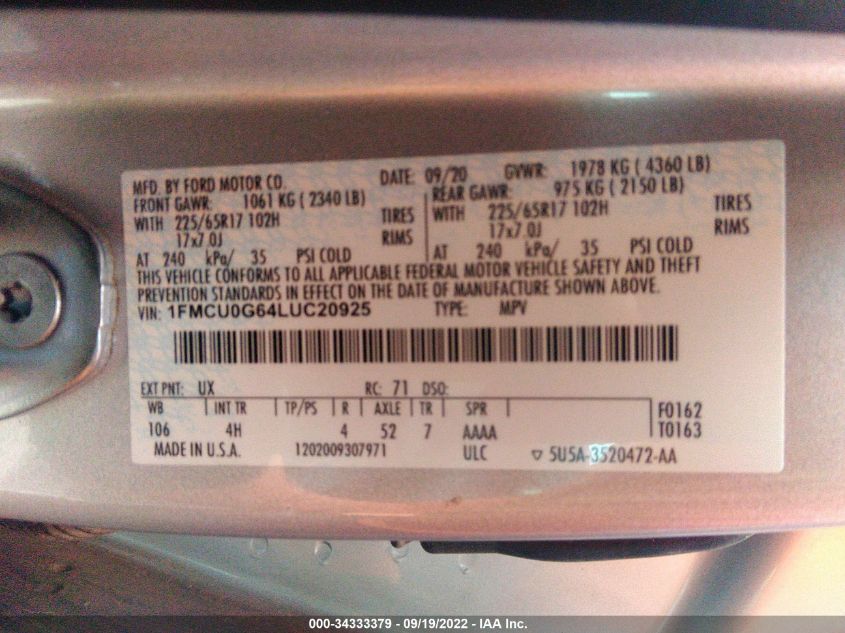 MFD. BY FORD MOTOR CO. DATE: 09/20 GVWR: 1978 KG ( 4360 LB)
FRONT GAWR: 1061 KG ( 2340 LB) REAR GAWR: 975 KG ( 2150 LB)
WITH 225/65R17 102H TIRES WITH 225/65R17 102H TIRES
17x7.0J RIMS 17x7.0J RIMS
AT 240 kPa/ 35 PSI COLD AT 240 kPa/ 35 PSI COLD
THIS VEHICLE CONFORMS TO ALL APPLICABLE FEDERAL MOTOR VEHICLE SAFETY AND THEFT
PREVENTION STANDARDS IN EFFECT ON THE DATE OF MANUFACTURE SHOWN ABOVE.
VIN: 1FMCU0G64LUC20925 TYPE: MPV
EXT PNT: UX RC: 71 DSO:
WB INT TR TP/PS R AXLE TR SPR F0162
106 4H 4 52 7 AAAA T0163
MADE IN U.S.A. 1202009307971 ULC ▽ 5U5A-3520472-AA
000-34333379 - 09/19/2022 - IAA Inc.